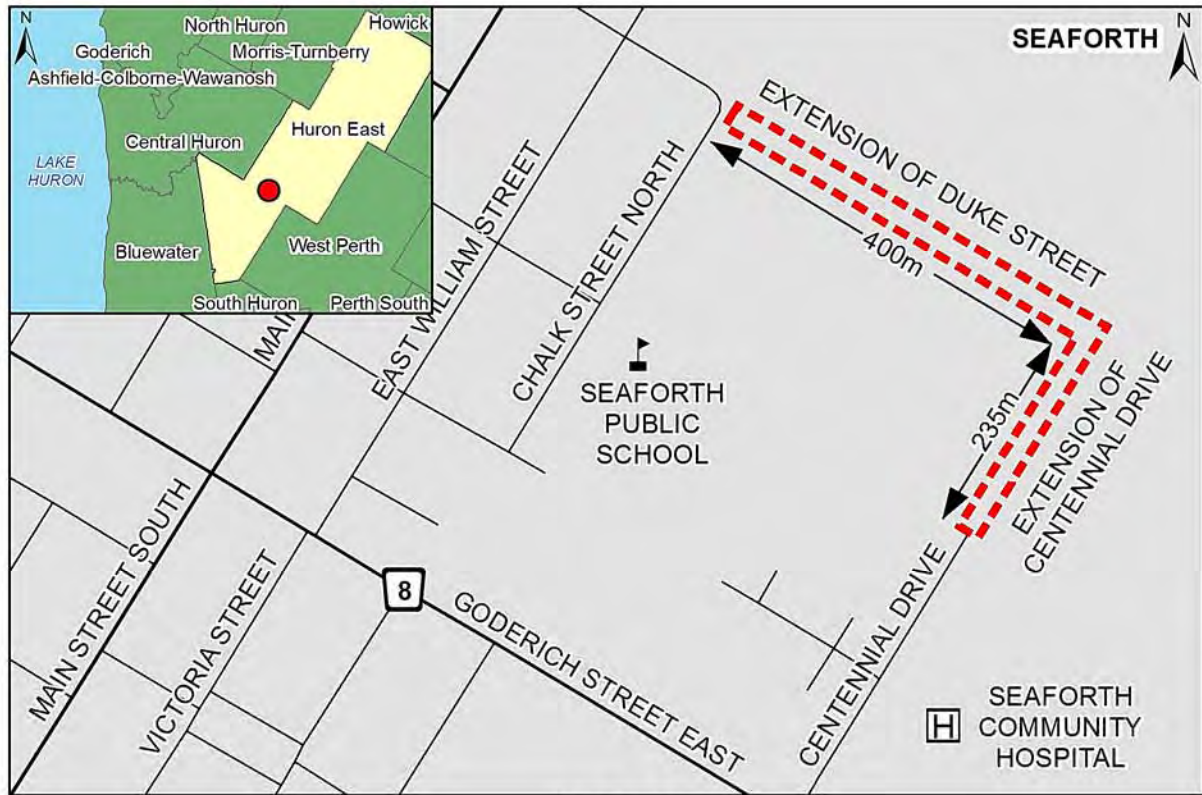 N
Howick
North Huron
Goderich
Morris-Turnberry
Ashfield-Colborne-Wawanosh
Huron East
Central Huron
LAKE
HURON
Bluewater
West Perth
South Huron
Perth South
SEAFORTH
N
EXTENSION OF DUKE STREET
400m
235m
EXTENSION OF
CENTENNIAL DRIVE
MAIN
EAST WILLIAM STREET
CHALK STREET NORTH
SEAFORTH
PUBLIC
SCHOOL
MAIN STREET SOUTH
VICTORIA STREET
8
GODERICH STREET EAST
CENTENNIAL DRIVE
H
SEAFORTH
COMMUNITY
HOSPITAL